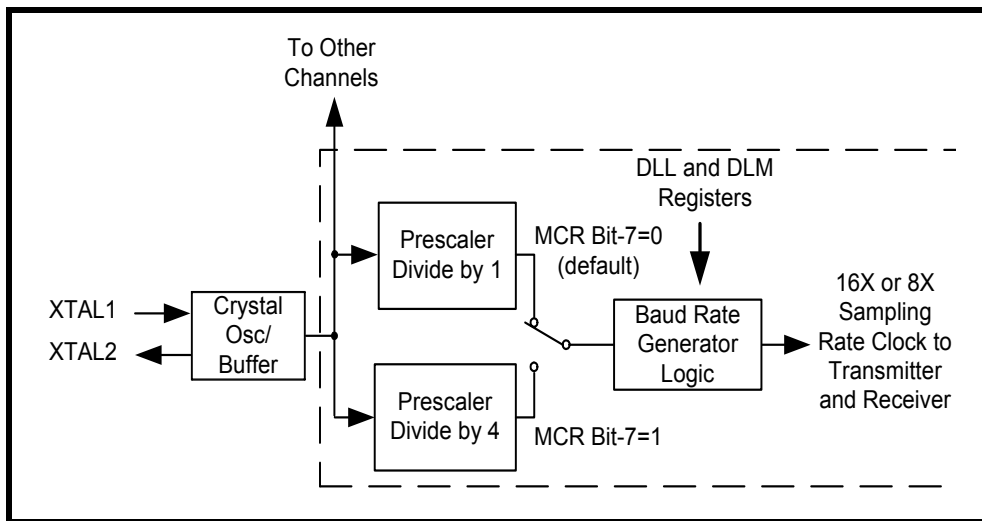 To Other
Channels
DLL and DLM
Registers
Prescaler
Divide by 1
MCR Bit-7=0
(default)
XTAL1
XTAL2
Crystal
Osc/
Buffer
Baud Rate
Generator
Logic
16X or 8X
Sampling
Rate Clock to
Transmitter
and Receiver
Prescaler
Divide by 4
MCR Bit-7=1